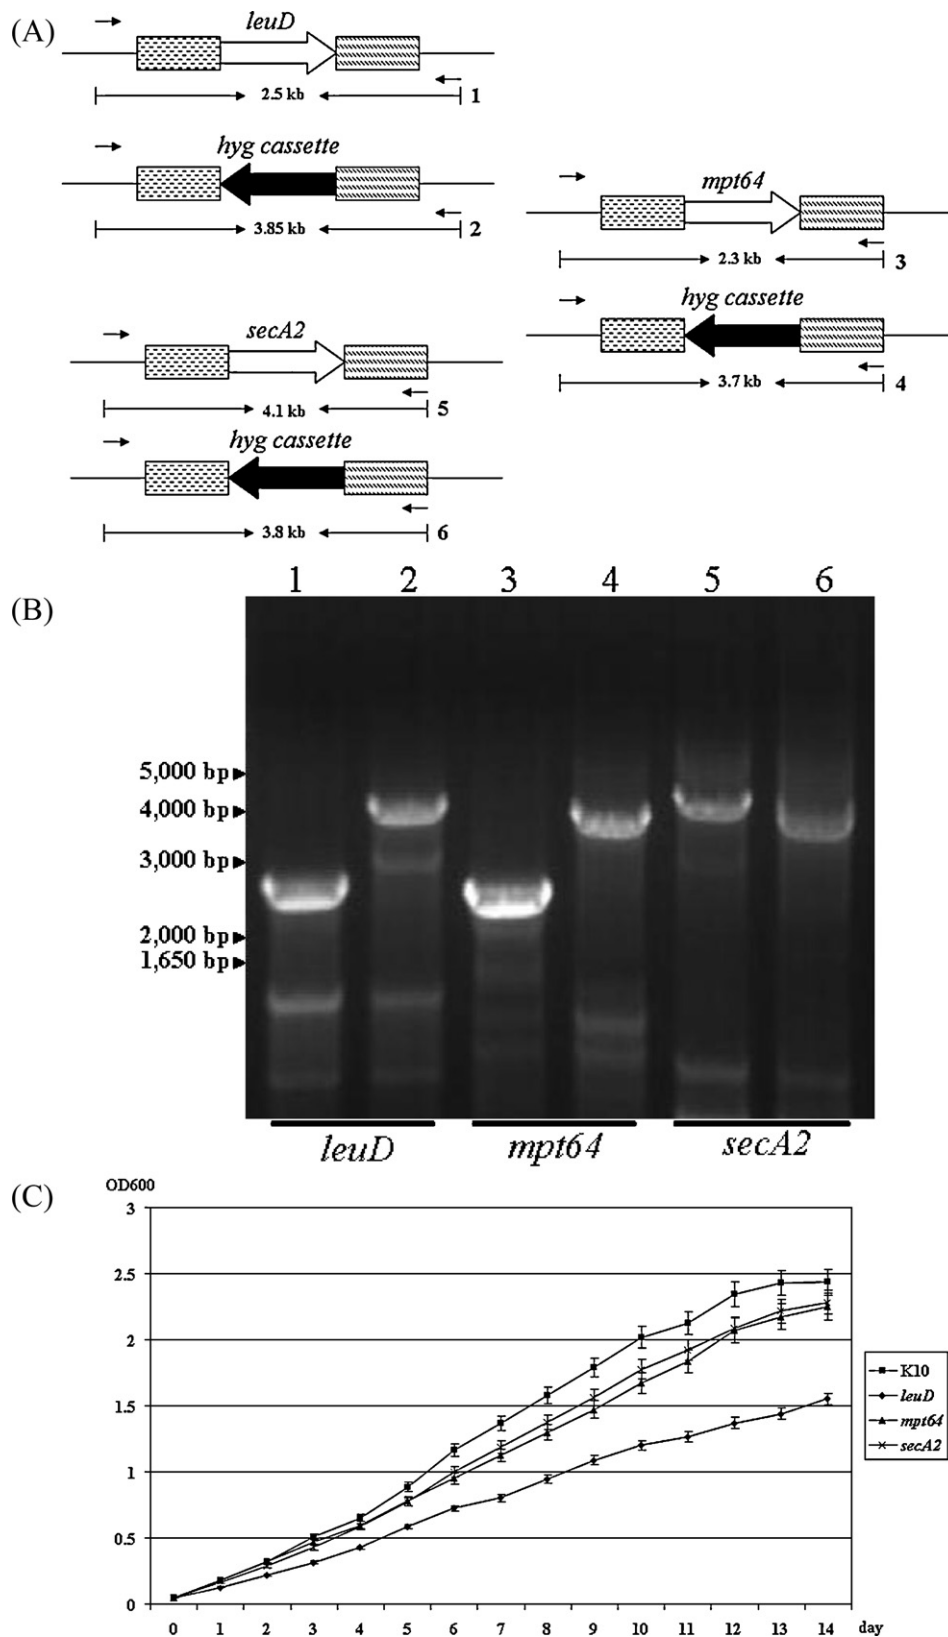 (A)
leuD
2.5 kb
1
hyg cassette
3.85 kb
2
mpt64
2.3 kb
3
hyg cassette
3.7 kb
4
secA2
4.1 kb
5
hyg cassette
3.8 kb
6
(B)
1 2 3 4 5 6
5,000 bp
4,000 bp
3,000 bp
2,000 bp
1,650 bp
leuD mpt64 secA2
(C)
OD600
3
2.5
2
1.5
1
0.5
0
0 1 2 3 4 5 6 7 8 9 10 11 12 13 14 day
K10
leuD
mpt64
secA2